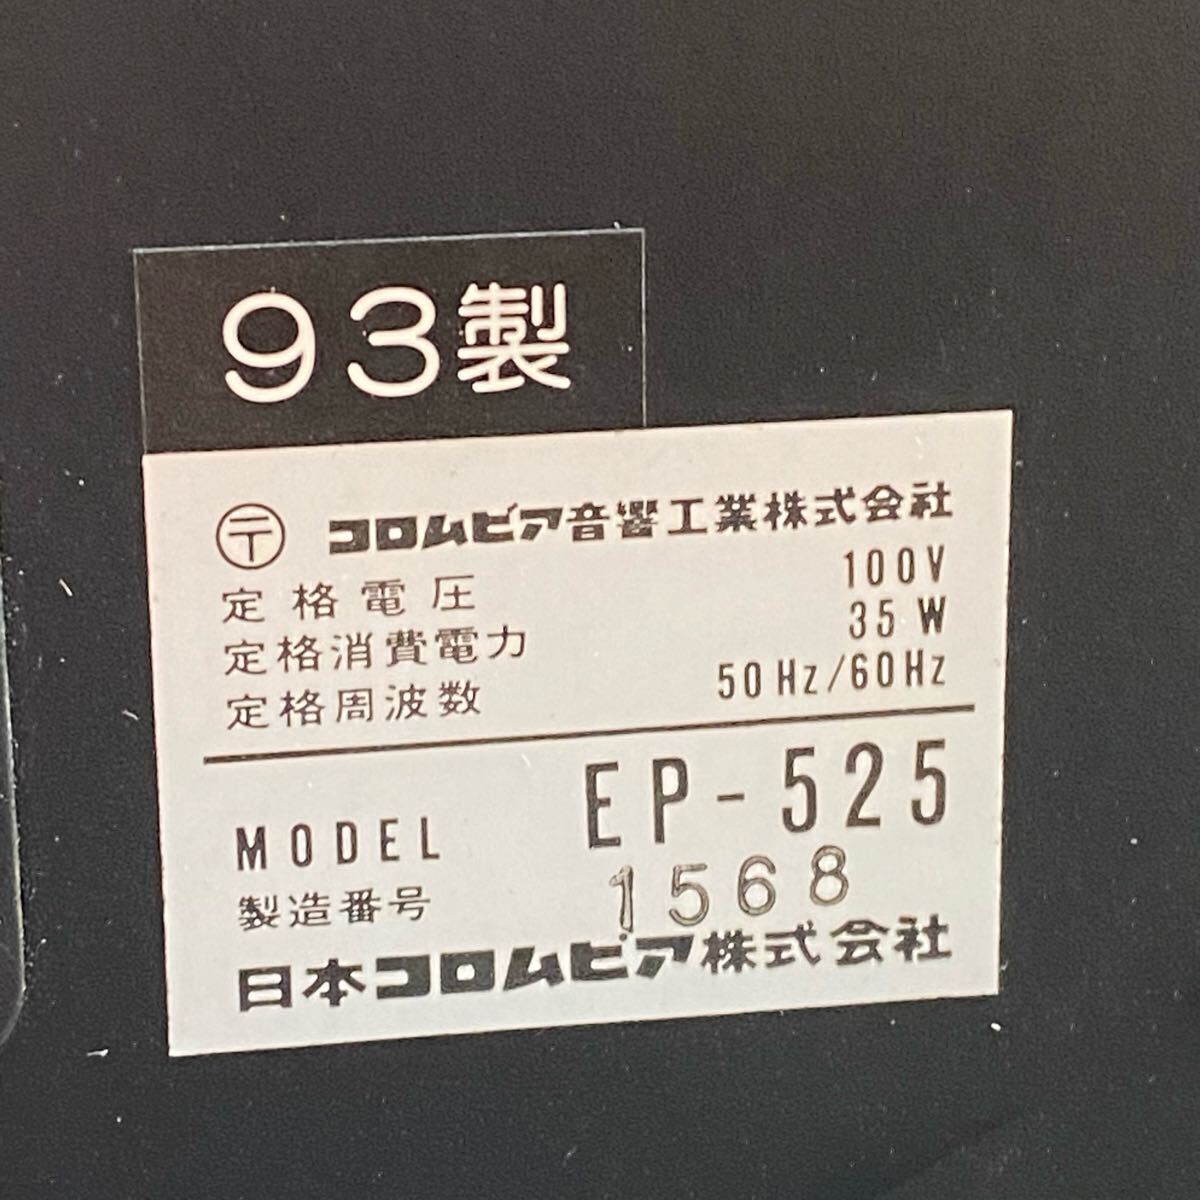 93製
〒 コロムビア音響工業株式会社
定格電圧 100V
定格消費電力 35W
定格周波数 50Hz/60Hz
MODEL EP-525
製造番号 1568
日本コロムビア株式会社